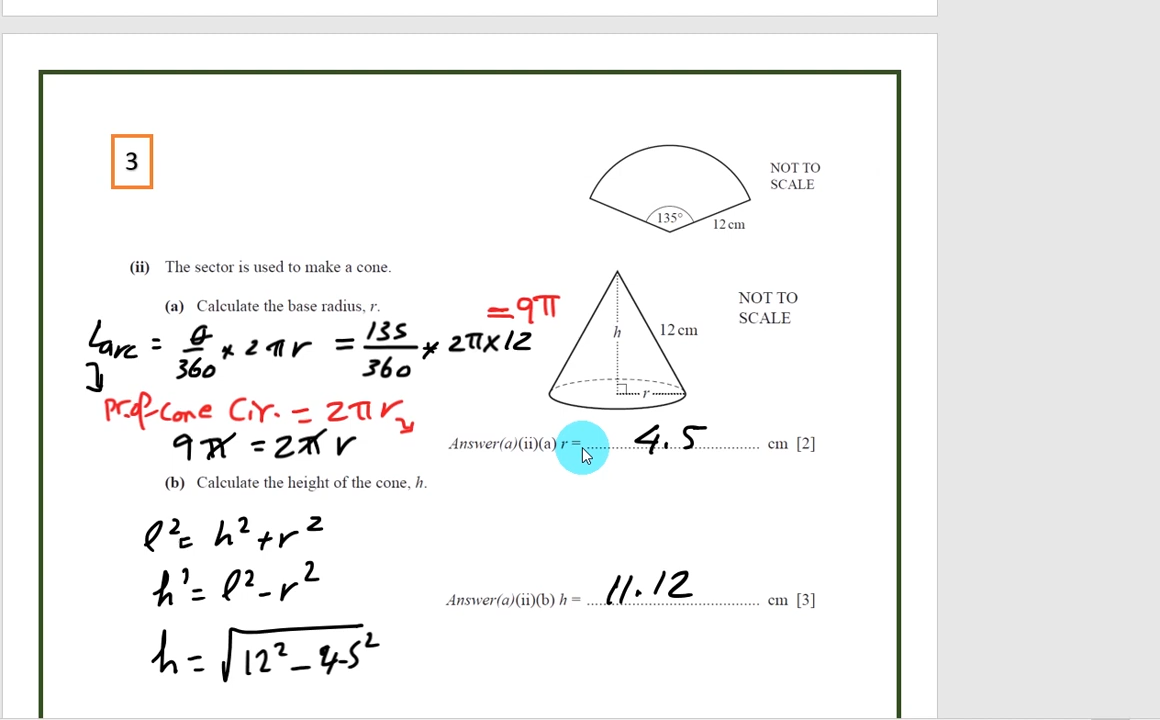 3
NOT TO
SCALE
135°
12 cm
(ii) The sector is used to make a cone.
(a) Calculate the base radius, r.
NOT TO
SCALE
h
12 cm
r
= 9π
Larc = θ/360 × 2πr = 135/360 × 2π×12
Prof-Cone Cir. = 2πr
9π = 2πr
Answer(a)(ii)(a) r = 4.5 cm [2]
(b) Calculate the height of the cone, h.
ℓ² = h² + r²
h² = ℓ² - r²
Answer(a)(ii)(b) h = 11.12 cm [3]
h = √12² - 4.5²